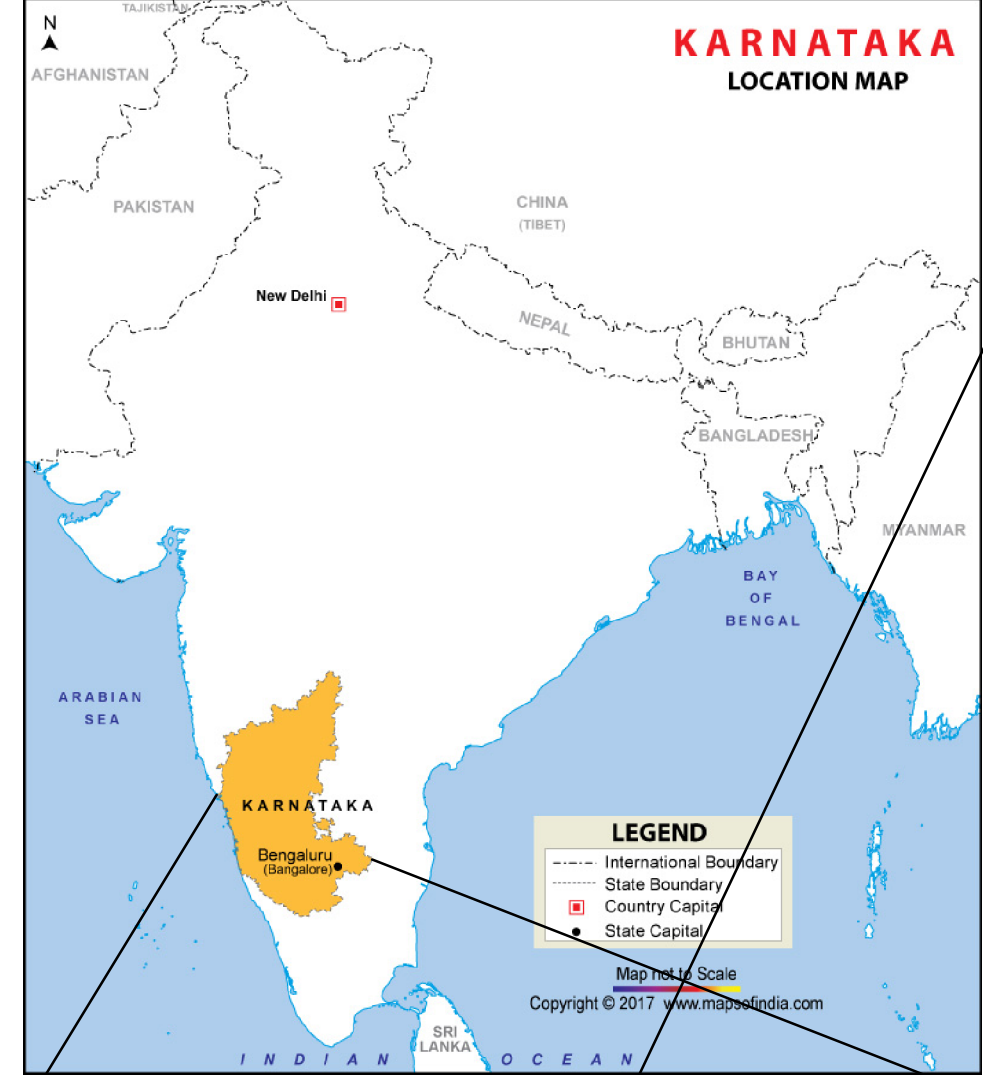 TAJIKISTAN
N
KARNATAKA
LOCATION MAP
AFGHANISTAN
PAKISTAN
CHINA
(TIBET)
New Delhi
NEPAL
BHUTAN
BANGLADESH
MYANMAR
BAY
OF
BENGAL
ARABIAN
SEA
KARNATAKA
Bengaluru
(Bangalore)
LEGEND
International Boundary
State Boundary
Country Capital
State Capital
Map not to Scale
Copyright © 2017 www.mapsofindia.com
SRI
LANKA
INDIAN OCEAN